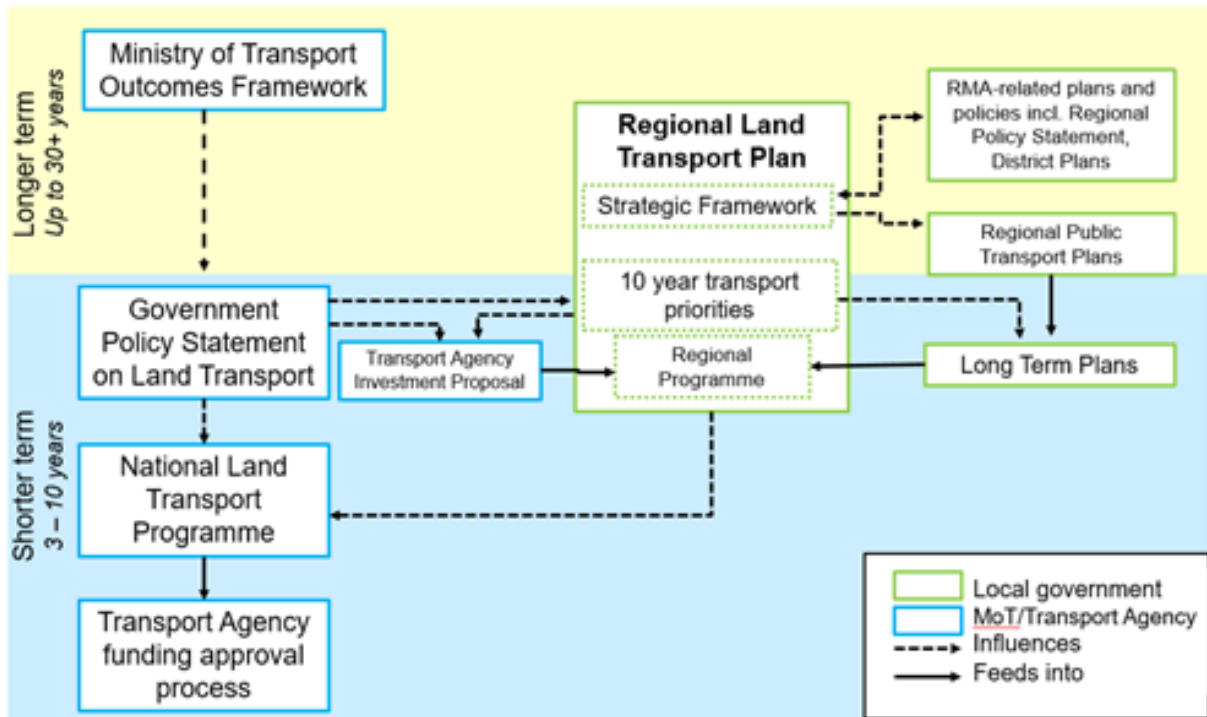 Longer term
Up to 30+ years
Ministry of Transport
Outcomes Framework
Regional Land
Transport Plan
Strategic Framework
RMA-related plans and
policies incl. Regional
Policy Statement,
District Plans
Regional Public
Transport Plans
Shorter term
3 – 10 years
Government
Policy Statement
on Land Transport
Transport Agency
Investment Proposal
10 year transport
priorities
Regional
Programme
Long Term Plans
National Land
Transport
Programme
Transport Agency
funding approval
process
Local government
MoT/Transport Agency
Influences
Feeds into